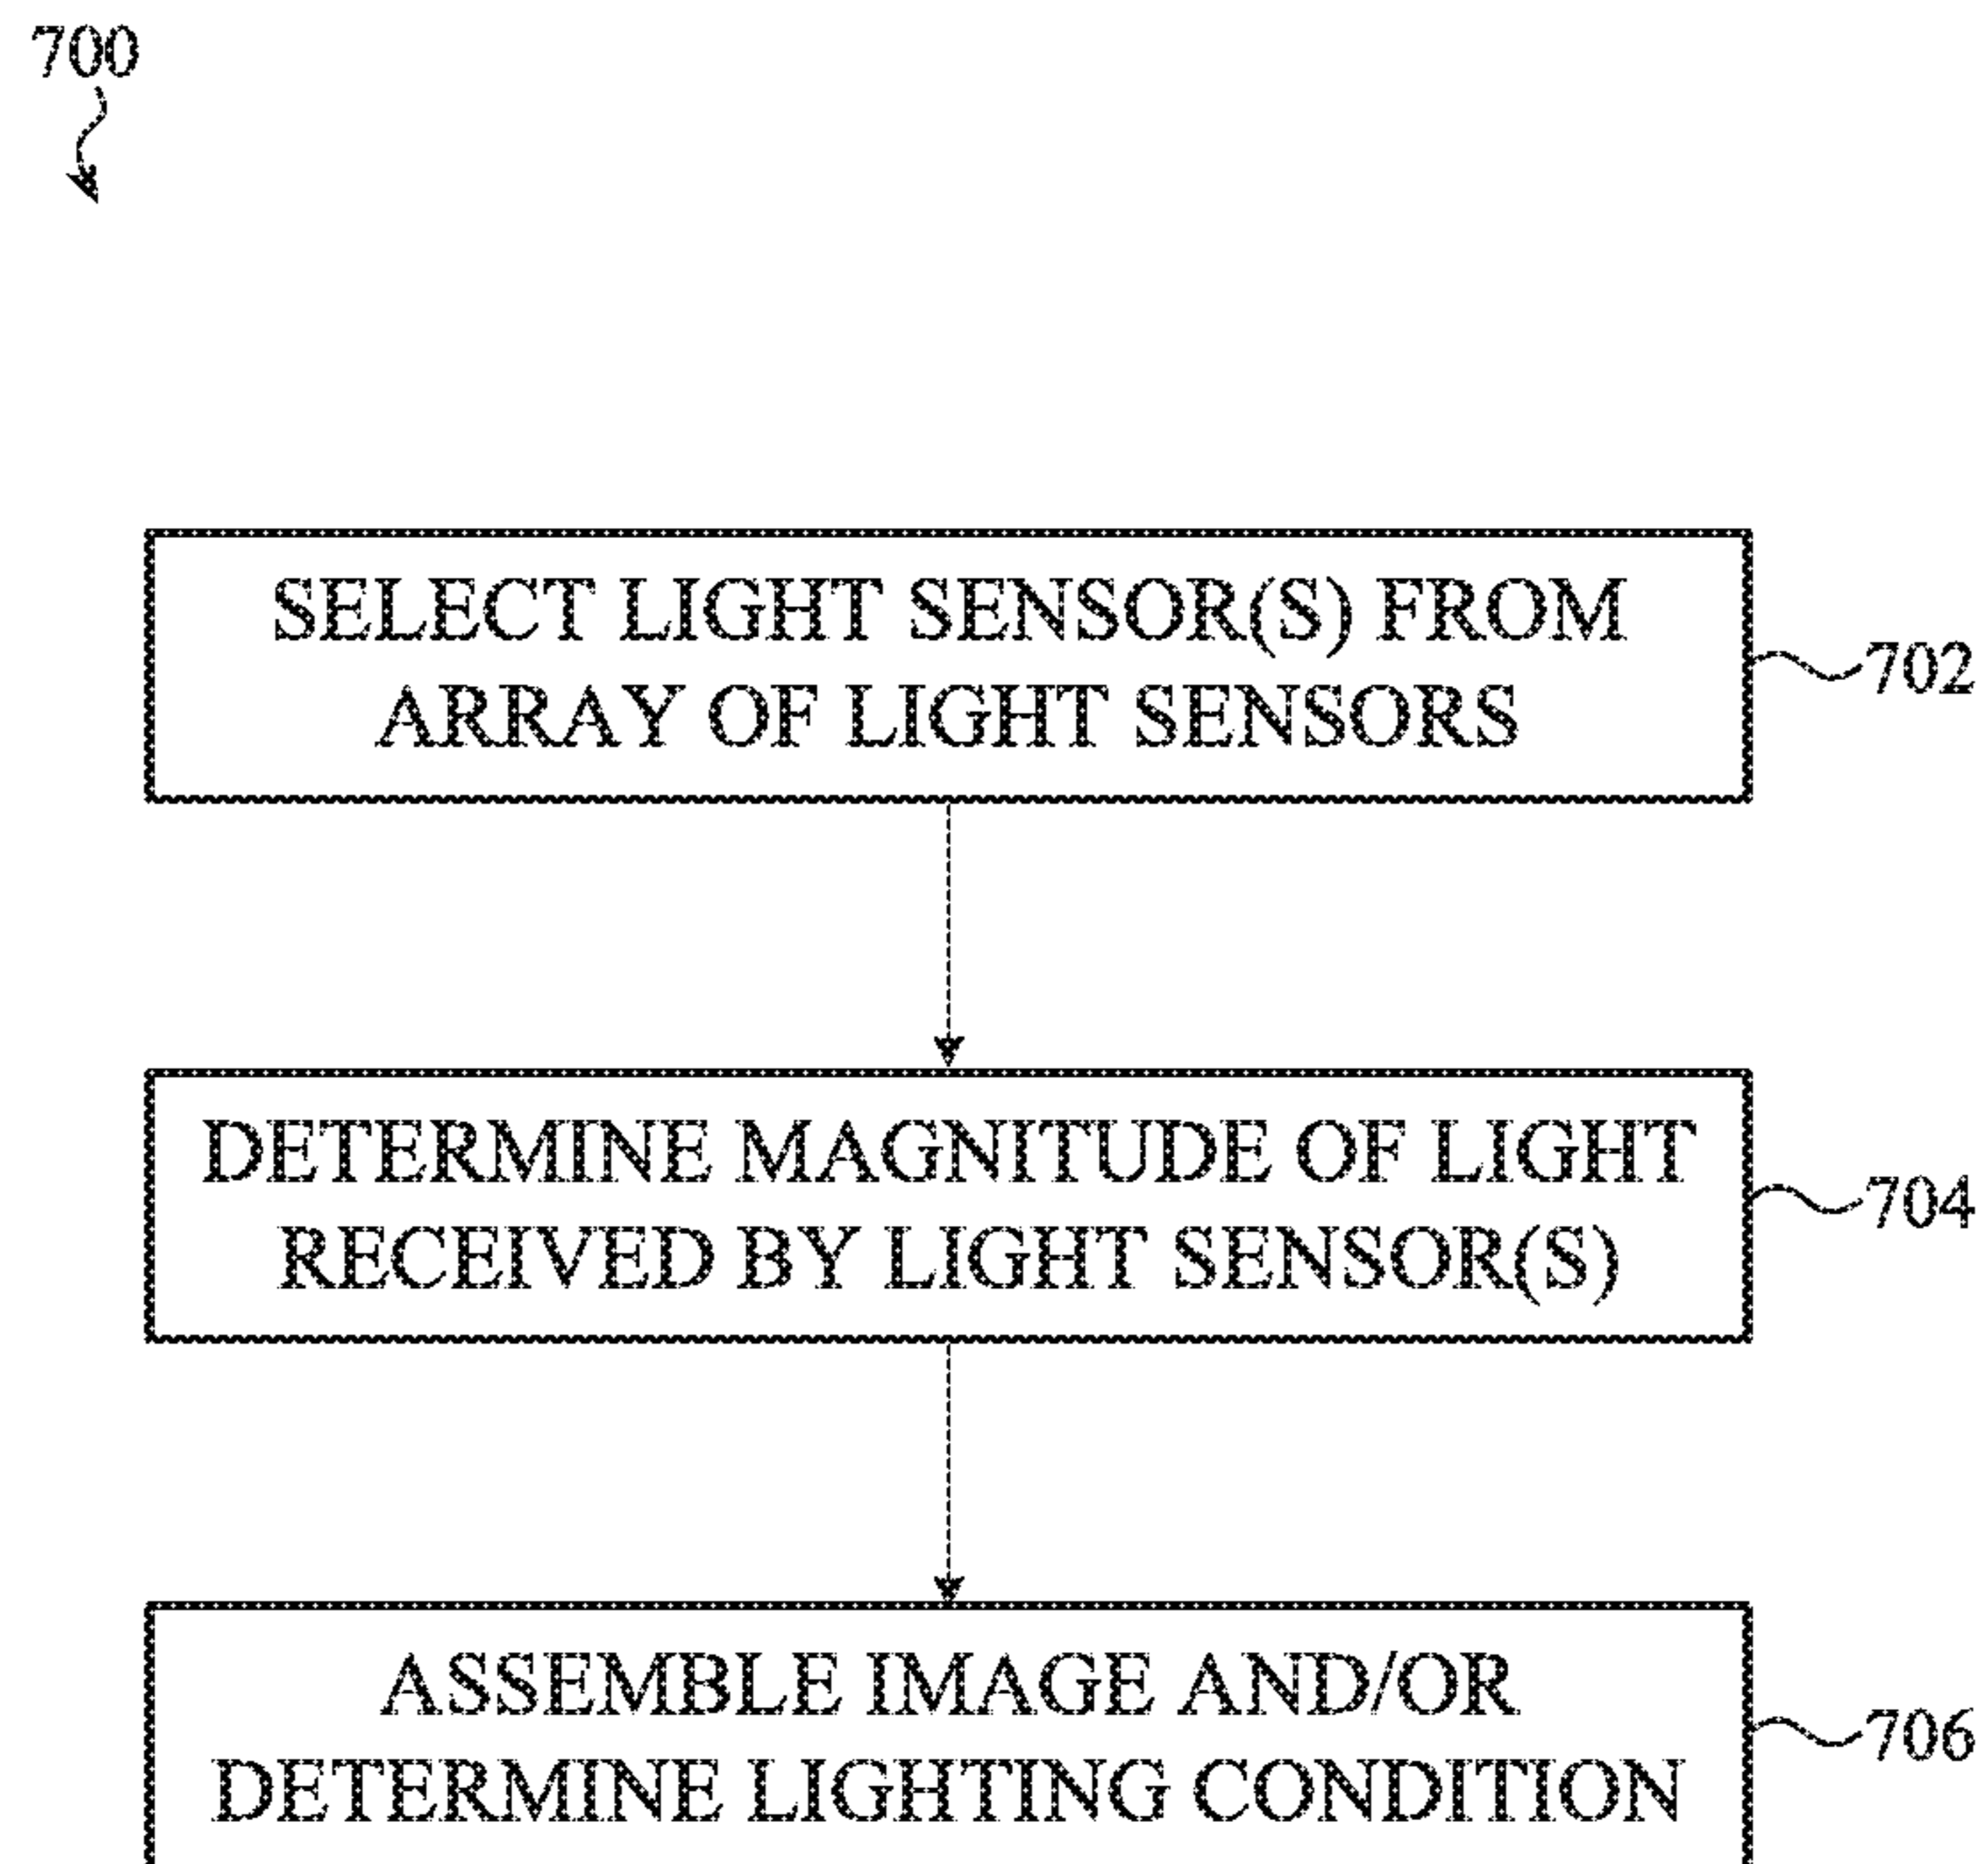 700
SELECT LIGHT SENSOR(S) FROM
ARRAY OF LIGHT SENSORS
702
DETERMINE MAGNITUDE OF LIGHT
RECEIVED BY LIGHT SENSOR(S)
704
ASSEMBLE IMAGE AND/OR
DETERMINE LIGHTING CONDITION
706